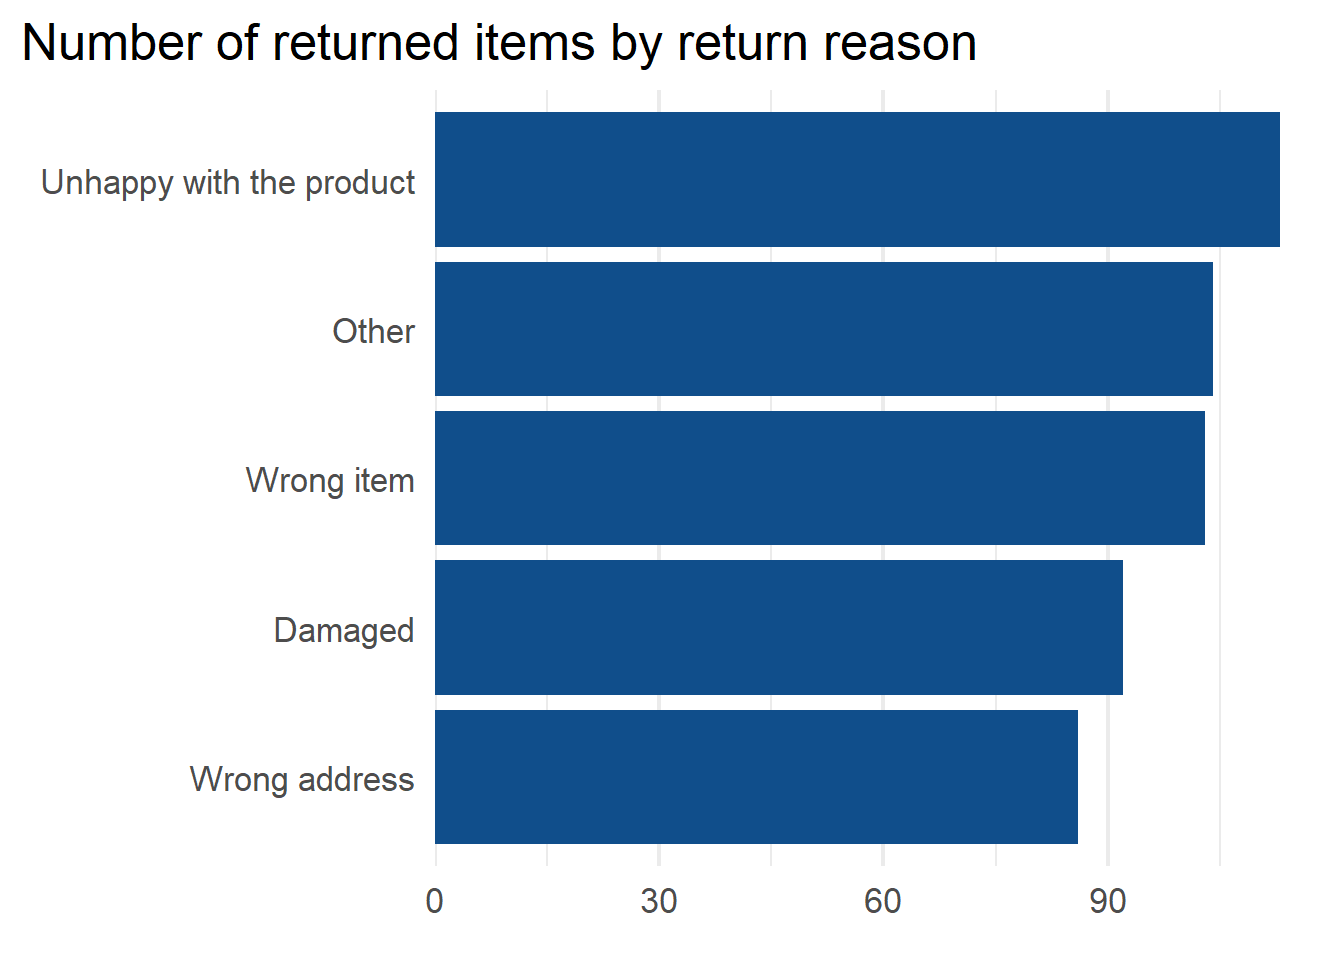 Number of returned items by return reason
Unhappy with the product
Other
Wrong item
Damaged
Wrong address
0 30 60 90